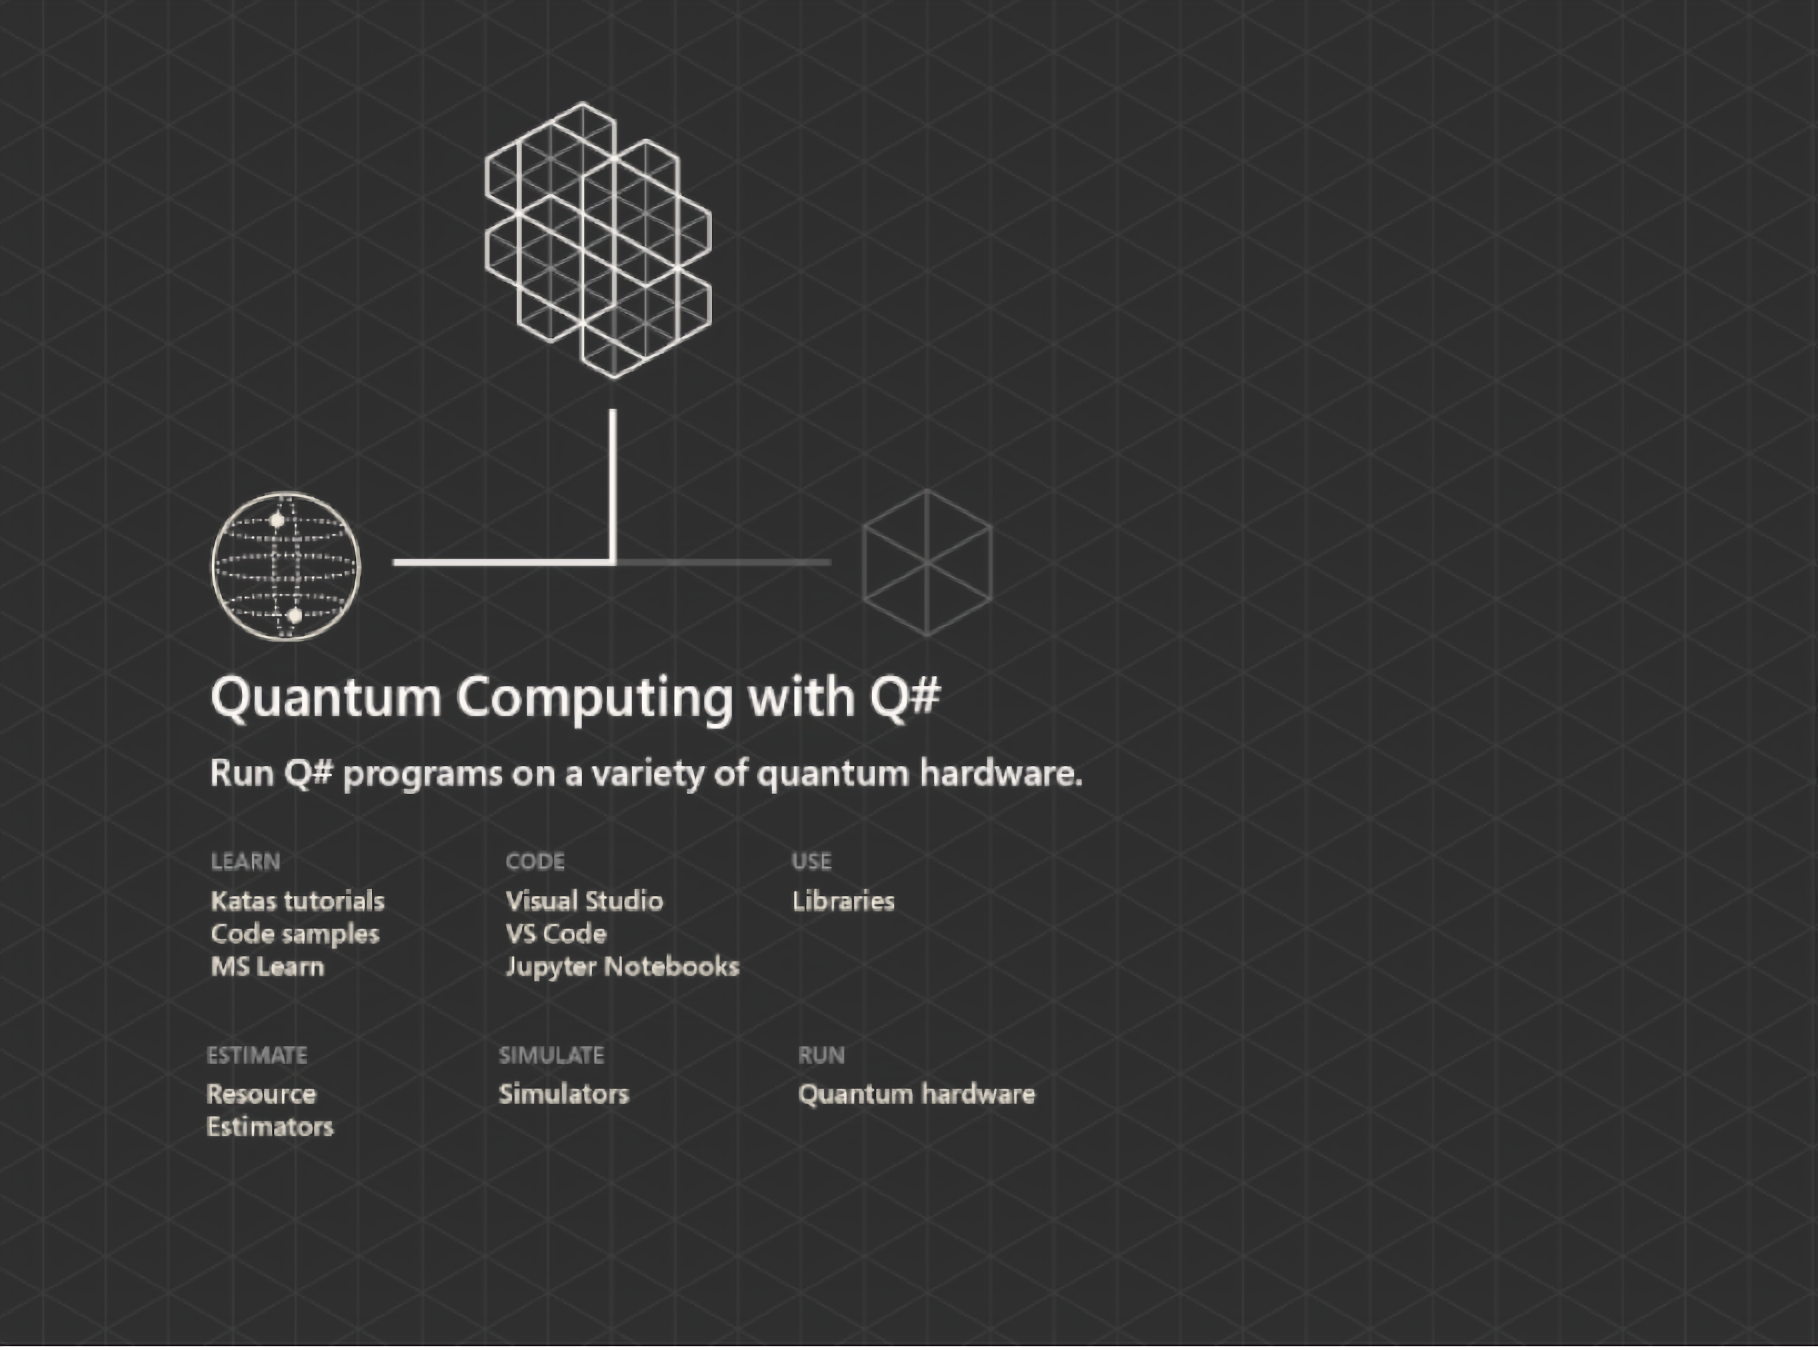 Quantum Computing with Q#
Run Q# programs on a variety of quantum hardware.
LEARN
Katas tutorials
Code samples
MS Learn
CODE
Visual Studio
VS Code
Jupyter Notebooks
USE
Libraries
ESTIMATE
Resource
Estimators
SIMULATE
Simulators
RUN
Quantum hardware